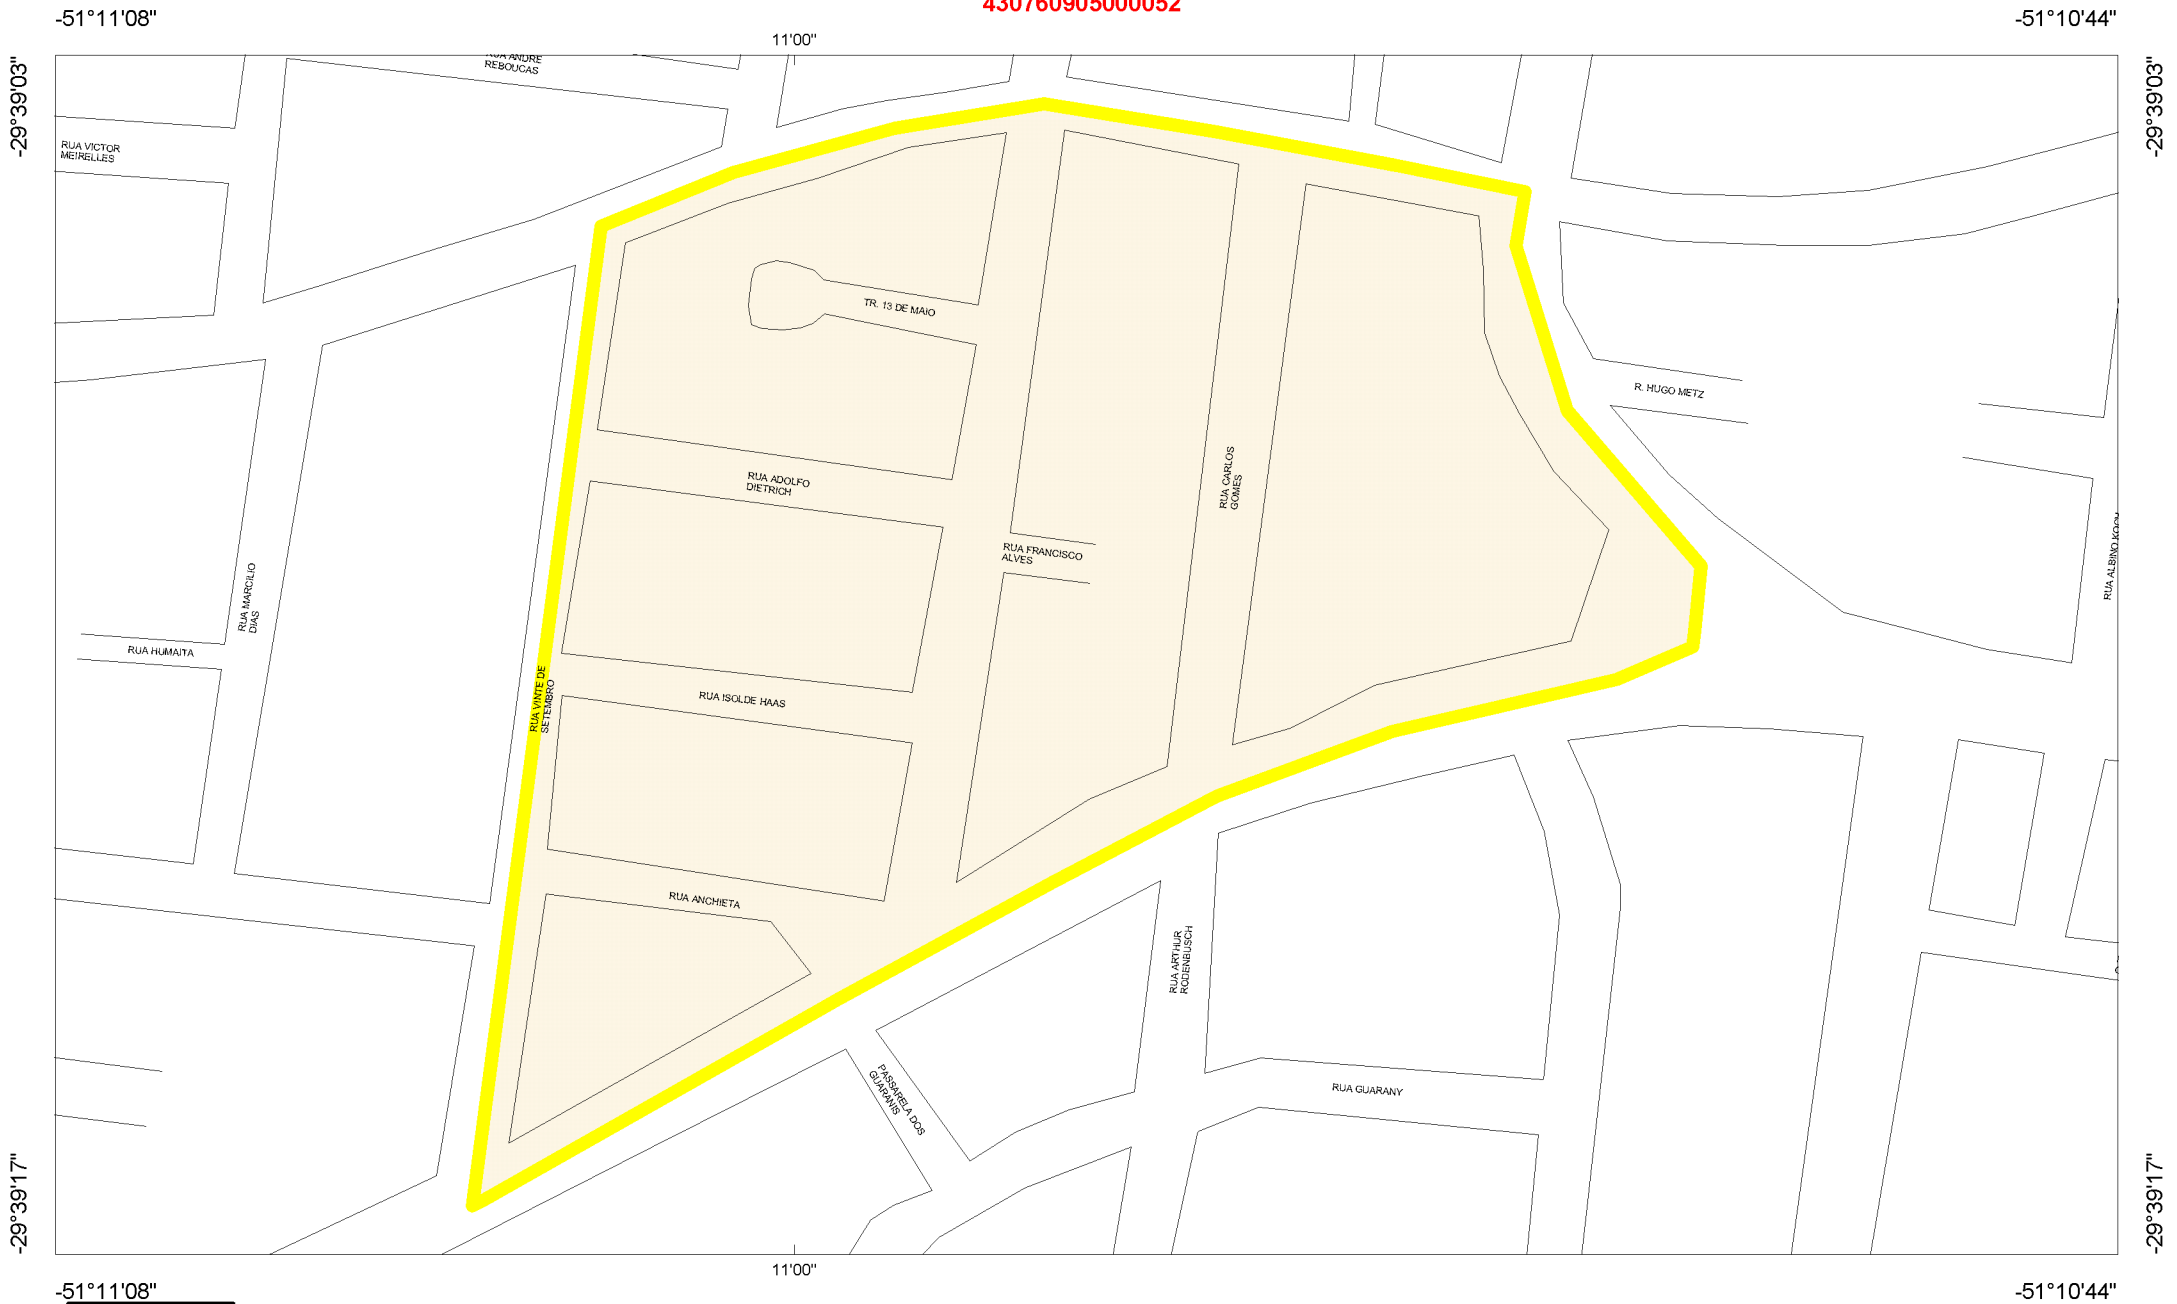 430760905000052
-51°11'08"
-51°10'44"
11'00"
-29°39'03"
-29°39'03"
RUA ANDRE
REBOUCAS
RUA VICTOR
MEIRELLES
TR. 13 DE MAIO
R. HUGO METZ
RUA ADOLFO
DIETRICH
RUA CARLOS
GOMES
RUA FRANCISCO
ALVES
RUA ALBINO KOCH
RUA MARCILIO
DIAS
RUA HUMAITA
RUA VINTE DE
SETEMBRO
RUA ISOLDE HAAS
RUA ANCHIETA
RUA ARTHUR
RODENBUSCH
PASSARELA DOS
GUARANIS
RUA GUARANY
-29°39'17"
-29°39'17"
11'00"
-51°11'08"
-51°10'44"